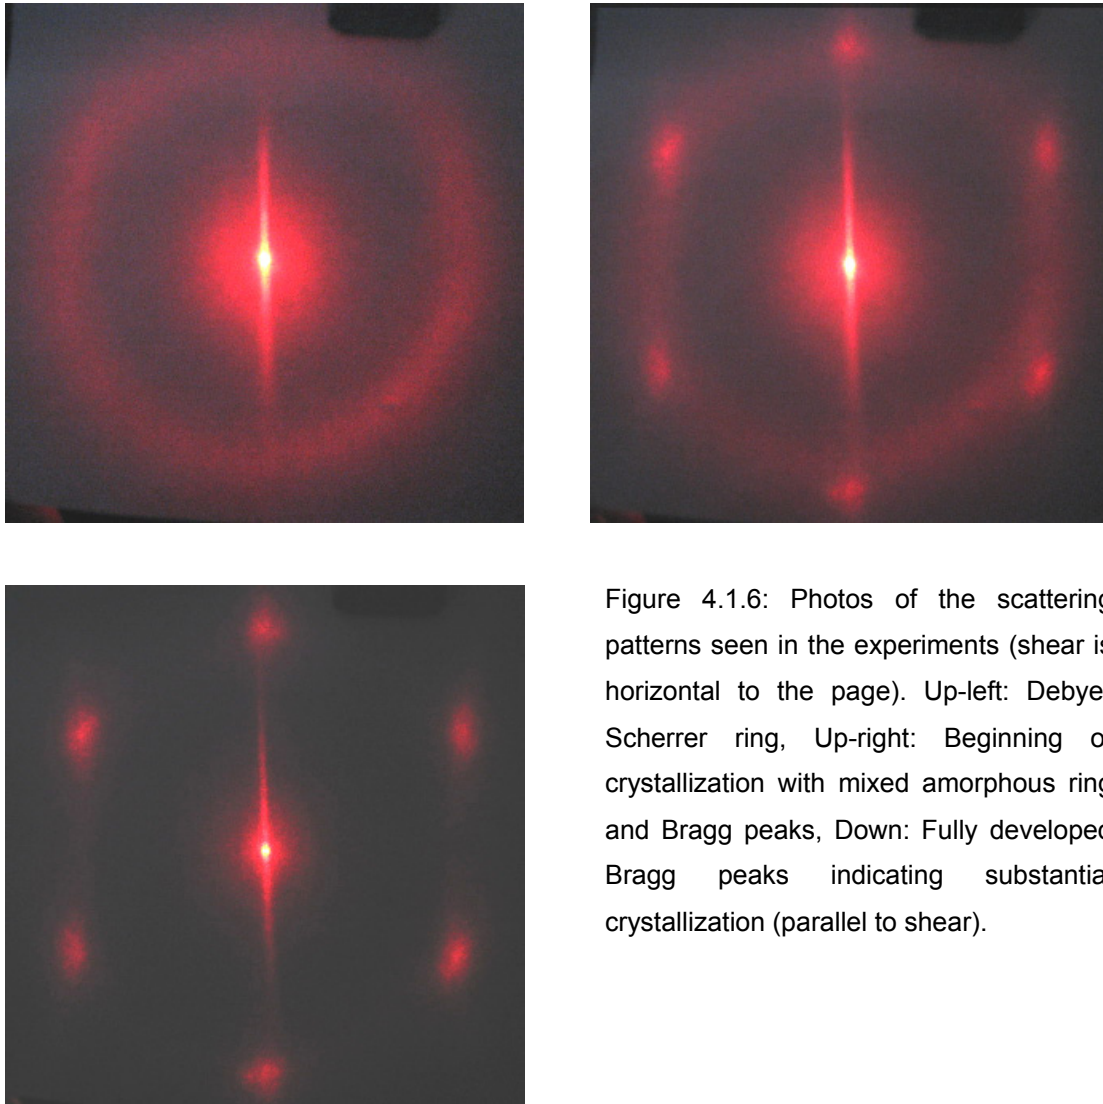 Figure 4.1.6: Photos of the scattering
patterns seen in the experiments (shear is
horizontal to the page). Up-left: Debye
Scherrer ring, Up-right: Beginning o
crystallization with mixed amorphous ring
and Bragg peaks, Down: Fully developed
Bragg peaks indicating substantia
crystallization (parallel to shear).